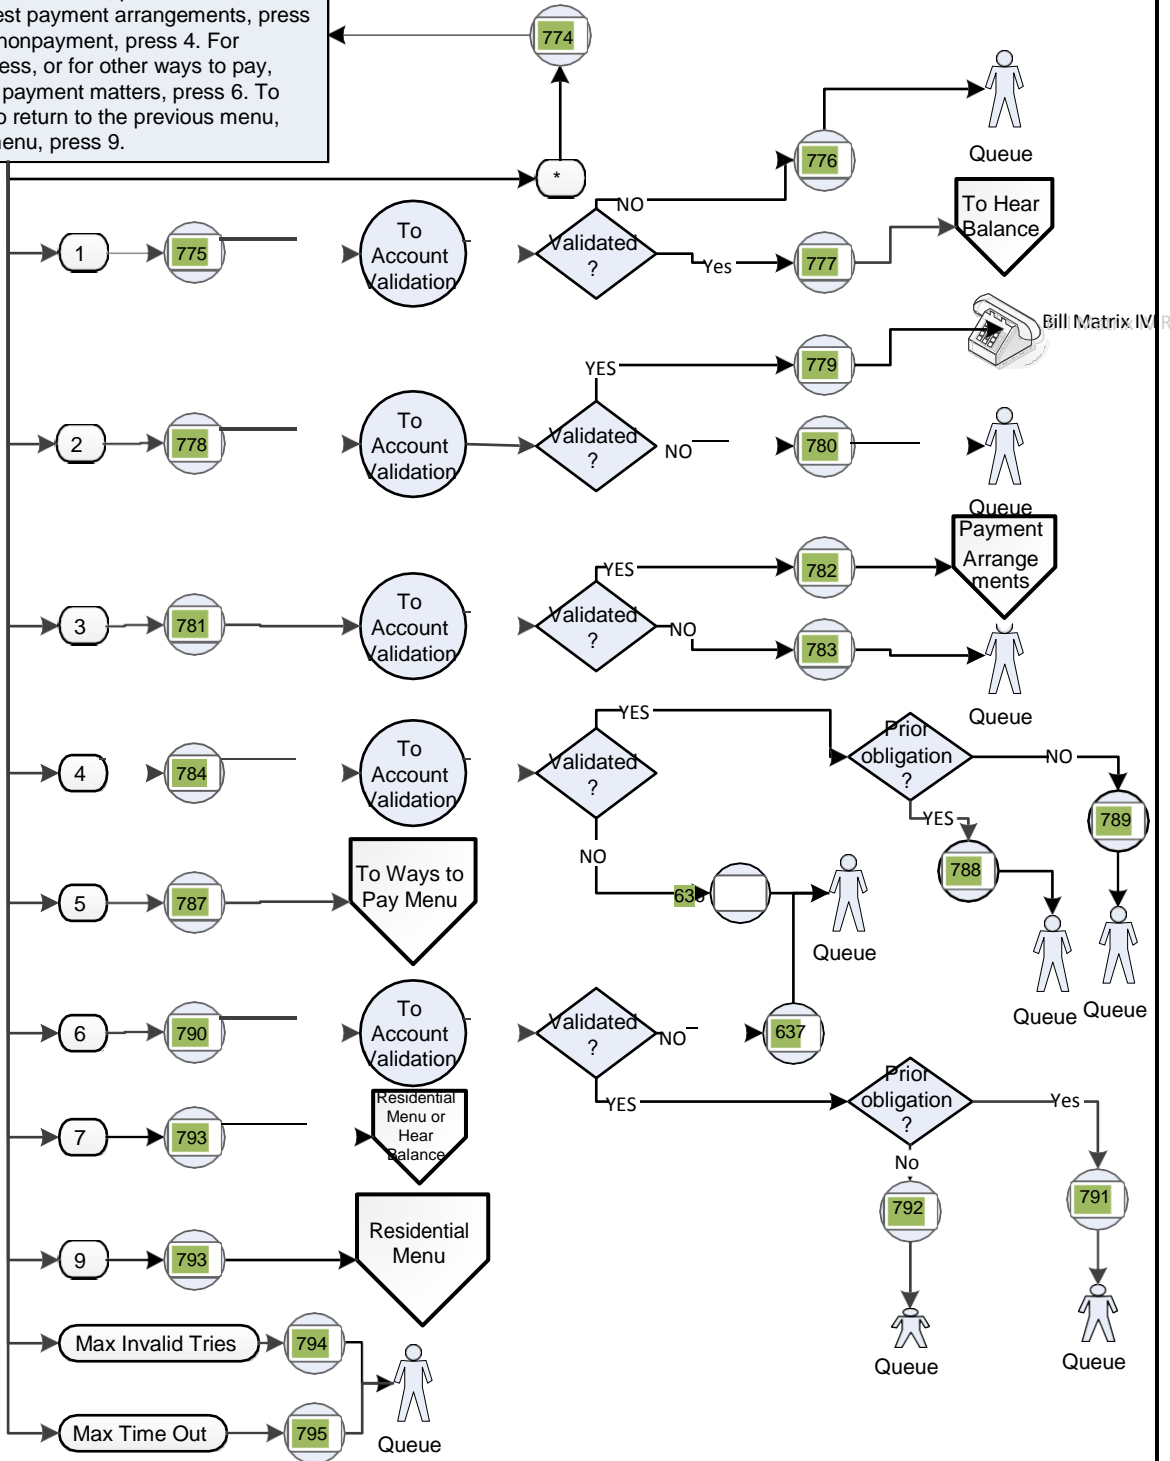 est payment arrangements, press
nonpayment, press 4. For
ess, or for other ways to pay,
payment matters, press 6. To
o return to the previous menu,
nenu, press 9.
774
*
776
Queue
NO
1
775
To
Account
Validation
Validated
?
Yes
777
To Hear
Balance
Bill Matrix IVR
YES
779
2
778
To
Account
Validation
Validated
?
NO
780
Queue
Payment
Arrange
ments
YES
782
3
781
To
Account
Validation
Validated
?
NO
783
Queue
YES
4
784
To
Account
Validation
Validated
?
Prior
obligation
?
NO
789
YES
788
NO
Queue
Queue
Queue
5
787
To Ways to
Pay Menu
6
790
To
Account
Validation
Validated
?
NO
637
YES
Prior
obligation
?
Yes
791
No
792
Queue
Queue
7
793
Residential
Menu or
Hear
Balance
9
793
Residential
Menu
Max Invalid Tries
794
Max Time Out
795
Queue